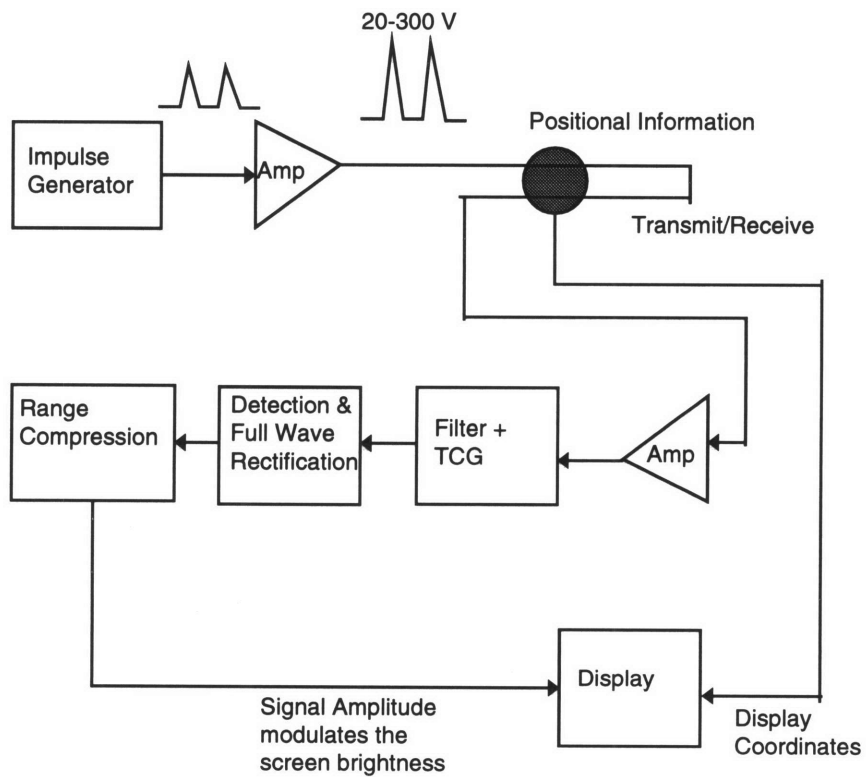 20-300 V
Positional Information
Impulse
Generator
Amp
Transmit/Receive
Range
Compression
Detection &
Full Wave
Rectification
Filter +
TCG
Amp
Display
Signal Amplitude
modulates the
screen brightness
Display
Coordinates